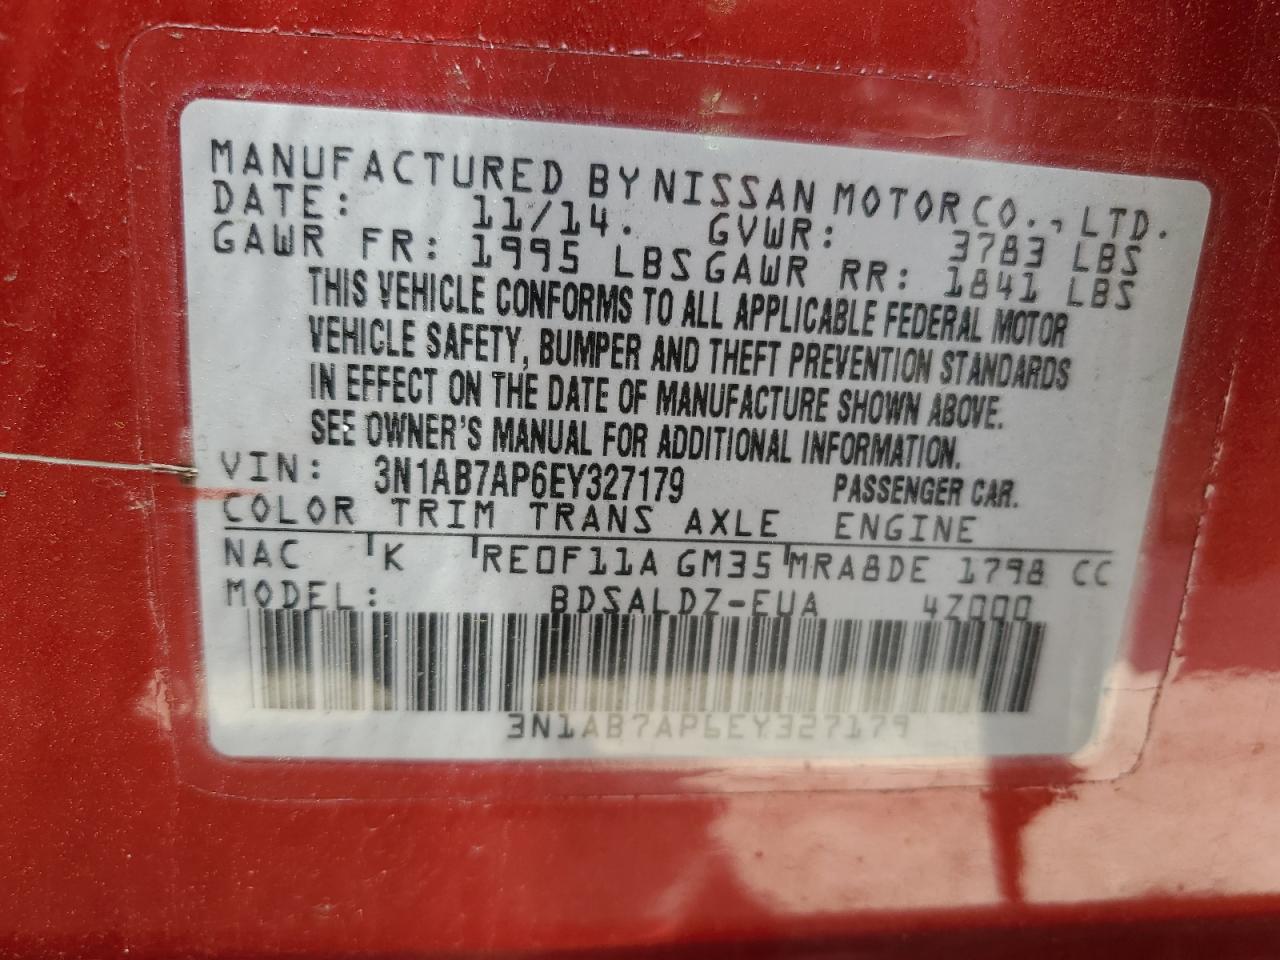 MANUFACTURED BY NISSAN MOTOR CO., LTD.
DATE: 11/14. GVWR: 3783 LBS
GAWR FR: 1995 LBS GAWR RR: 1841 LBS
THIS VEHICLE CONFORMS TO ALL APPLICABLE FEDERAL MOTOR
VEHICLE SAFETY, BUMPER AND THEFT PREVENTION STANDARDS
IN EFFECT ON THE DATE OF MANUFACTURE SHOWN ABOVE.
SEE OWNER'S MANUAL FOR ADDITIONAL INFORMATION.
VIN: 3N1AB7AP6EY327179 PASSENGER CAR.
COLOR TRIM TRANS AXLE ENGINE
NAC K RE0F11A GM35 MRA8DE 1798 CC
MODEL: BDSALDZ-EUA 4Z000
3N1AB7AP6EY327179